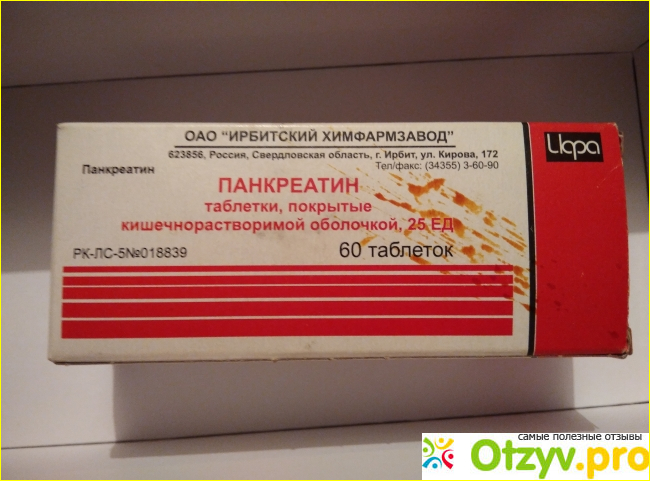 ОАО "ИРБИТСКИЙ ХИМФАРМЗАВОД"
623856, Россия, Свердловская область, г. Ирбит, ул. Кирова, 172
Тел/факс: (34355) 3-60-90
Панкреатин
ПАНКРЕАТИН
таблетки, покрытые
кишечнорастворимой оболочкой, 25 ЕД
РК-ЛС-5№018839
60 таблеток
Исра
самые полезные отзывы
Otzyv.pro